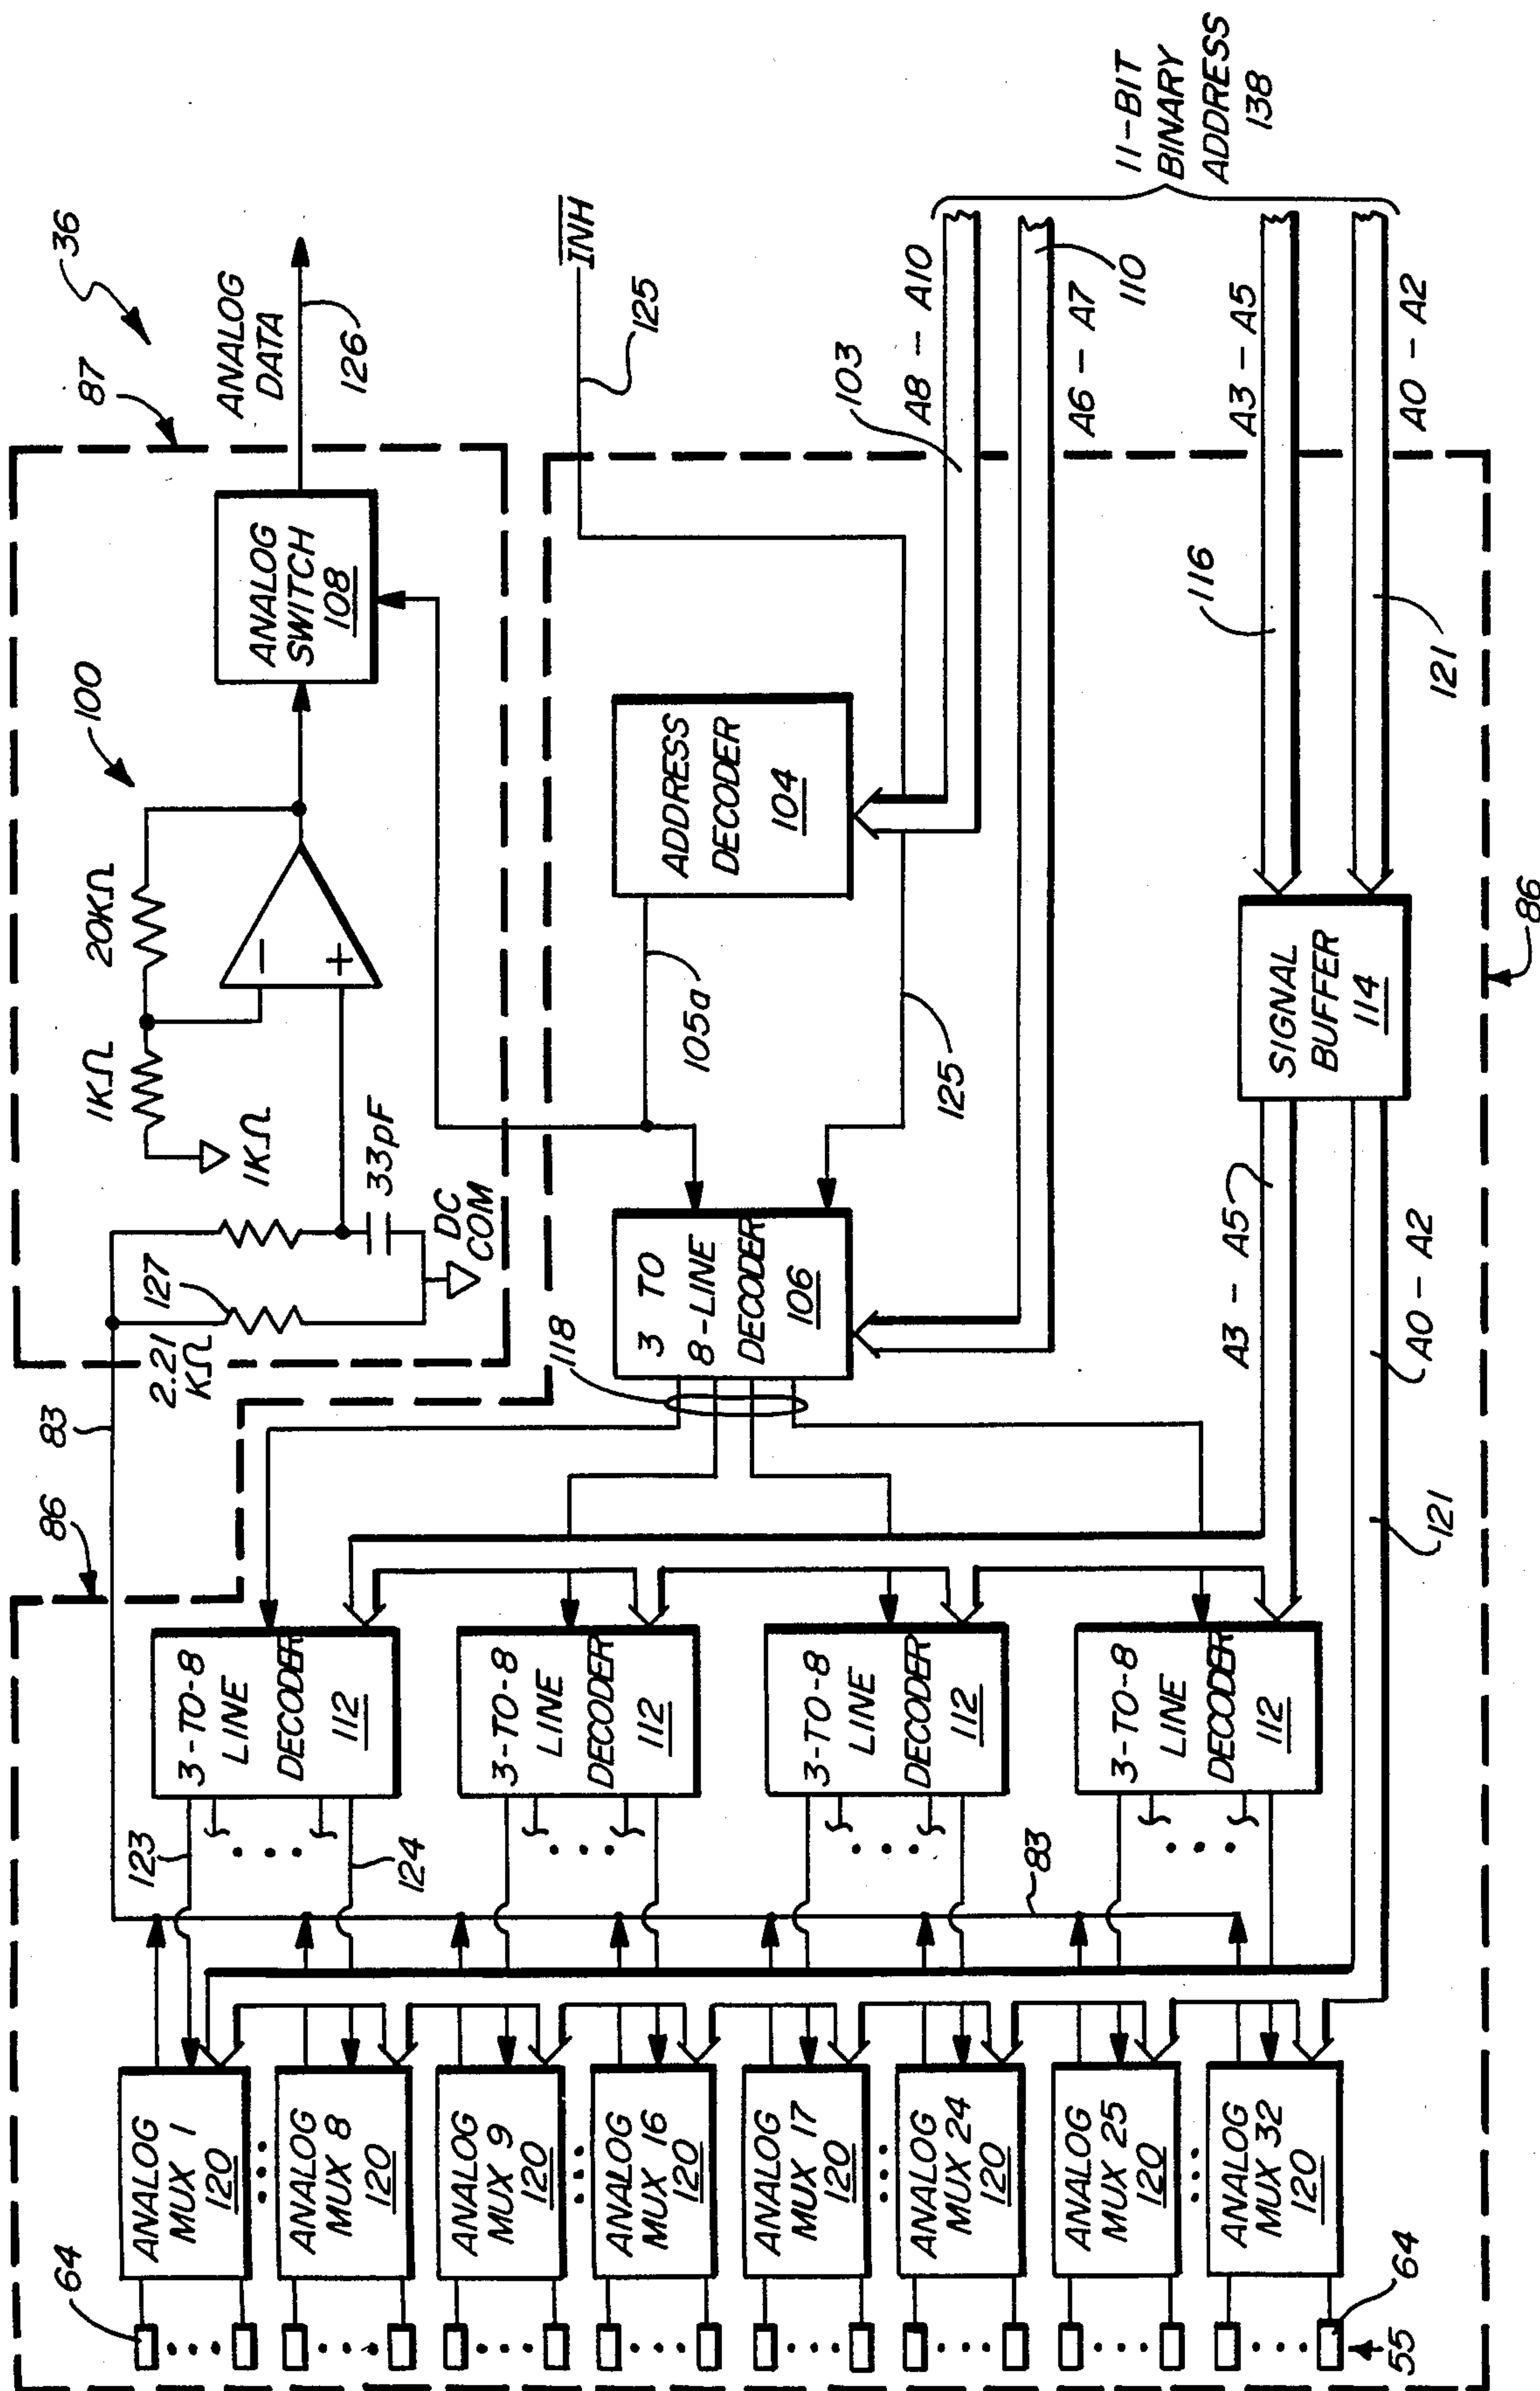 36
87
ANALOG
DATA
126
100
ANALOG
SWITCH
108
20KΩ
1KΩ
−
+
1KΩ
33pF
DC
COM
127
2.21
KΩ
83
86
INH
125
103
A8 - A10
A6 - A7
110
11-BIT
BINARY
ADDRESS
138
ADDRESS
DECODER
104
105a
125
3 TO
8-LINE
DECODER
106
118
116
A3 - A5
A0 - A2
121
SIGNAL
BUFFER
114
86
A3 - A5
A0 - A2
121
3-TO-8
LINE
DECODER
112
3-TO-8
LINE
DECODER
112
3-TO-8
LINE
DECODER
112
3-TO-8
LINE
DECODER
112
123
124
83
ANALOG
MUX 1
120
ANALOG
MUX 8
120
ANALOG
MUX 9
120
ANALOG
MUX 16
120
ANALOG
MUX 17
120
ANALOG
MUX 24
120
ANALOG
MUX 25
120
ANALOG
MUX 32
120
64
64
55